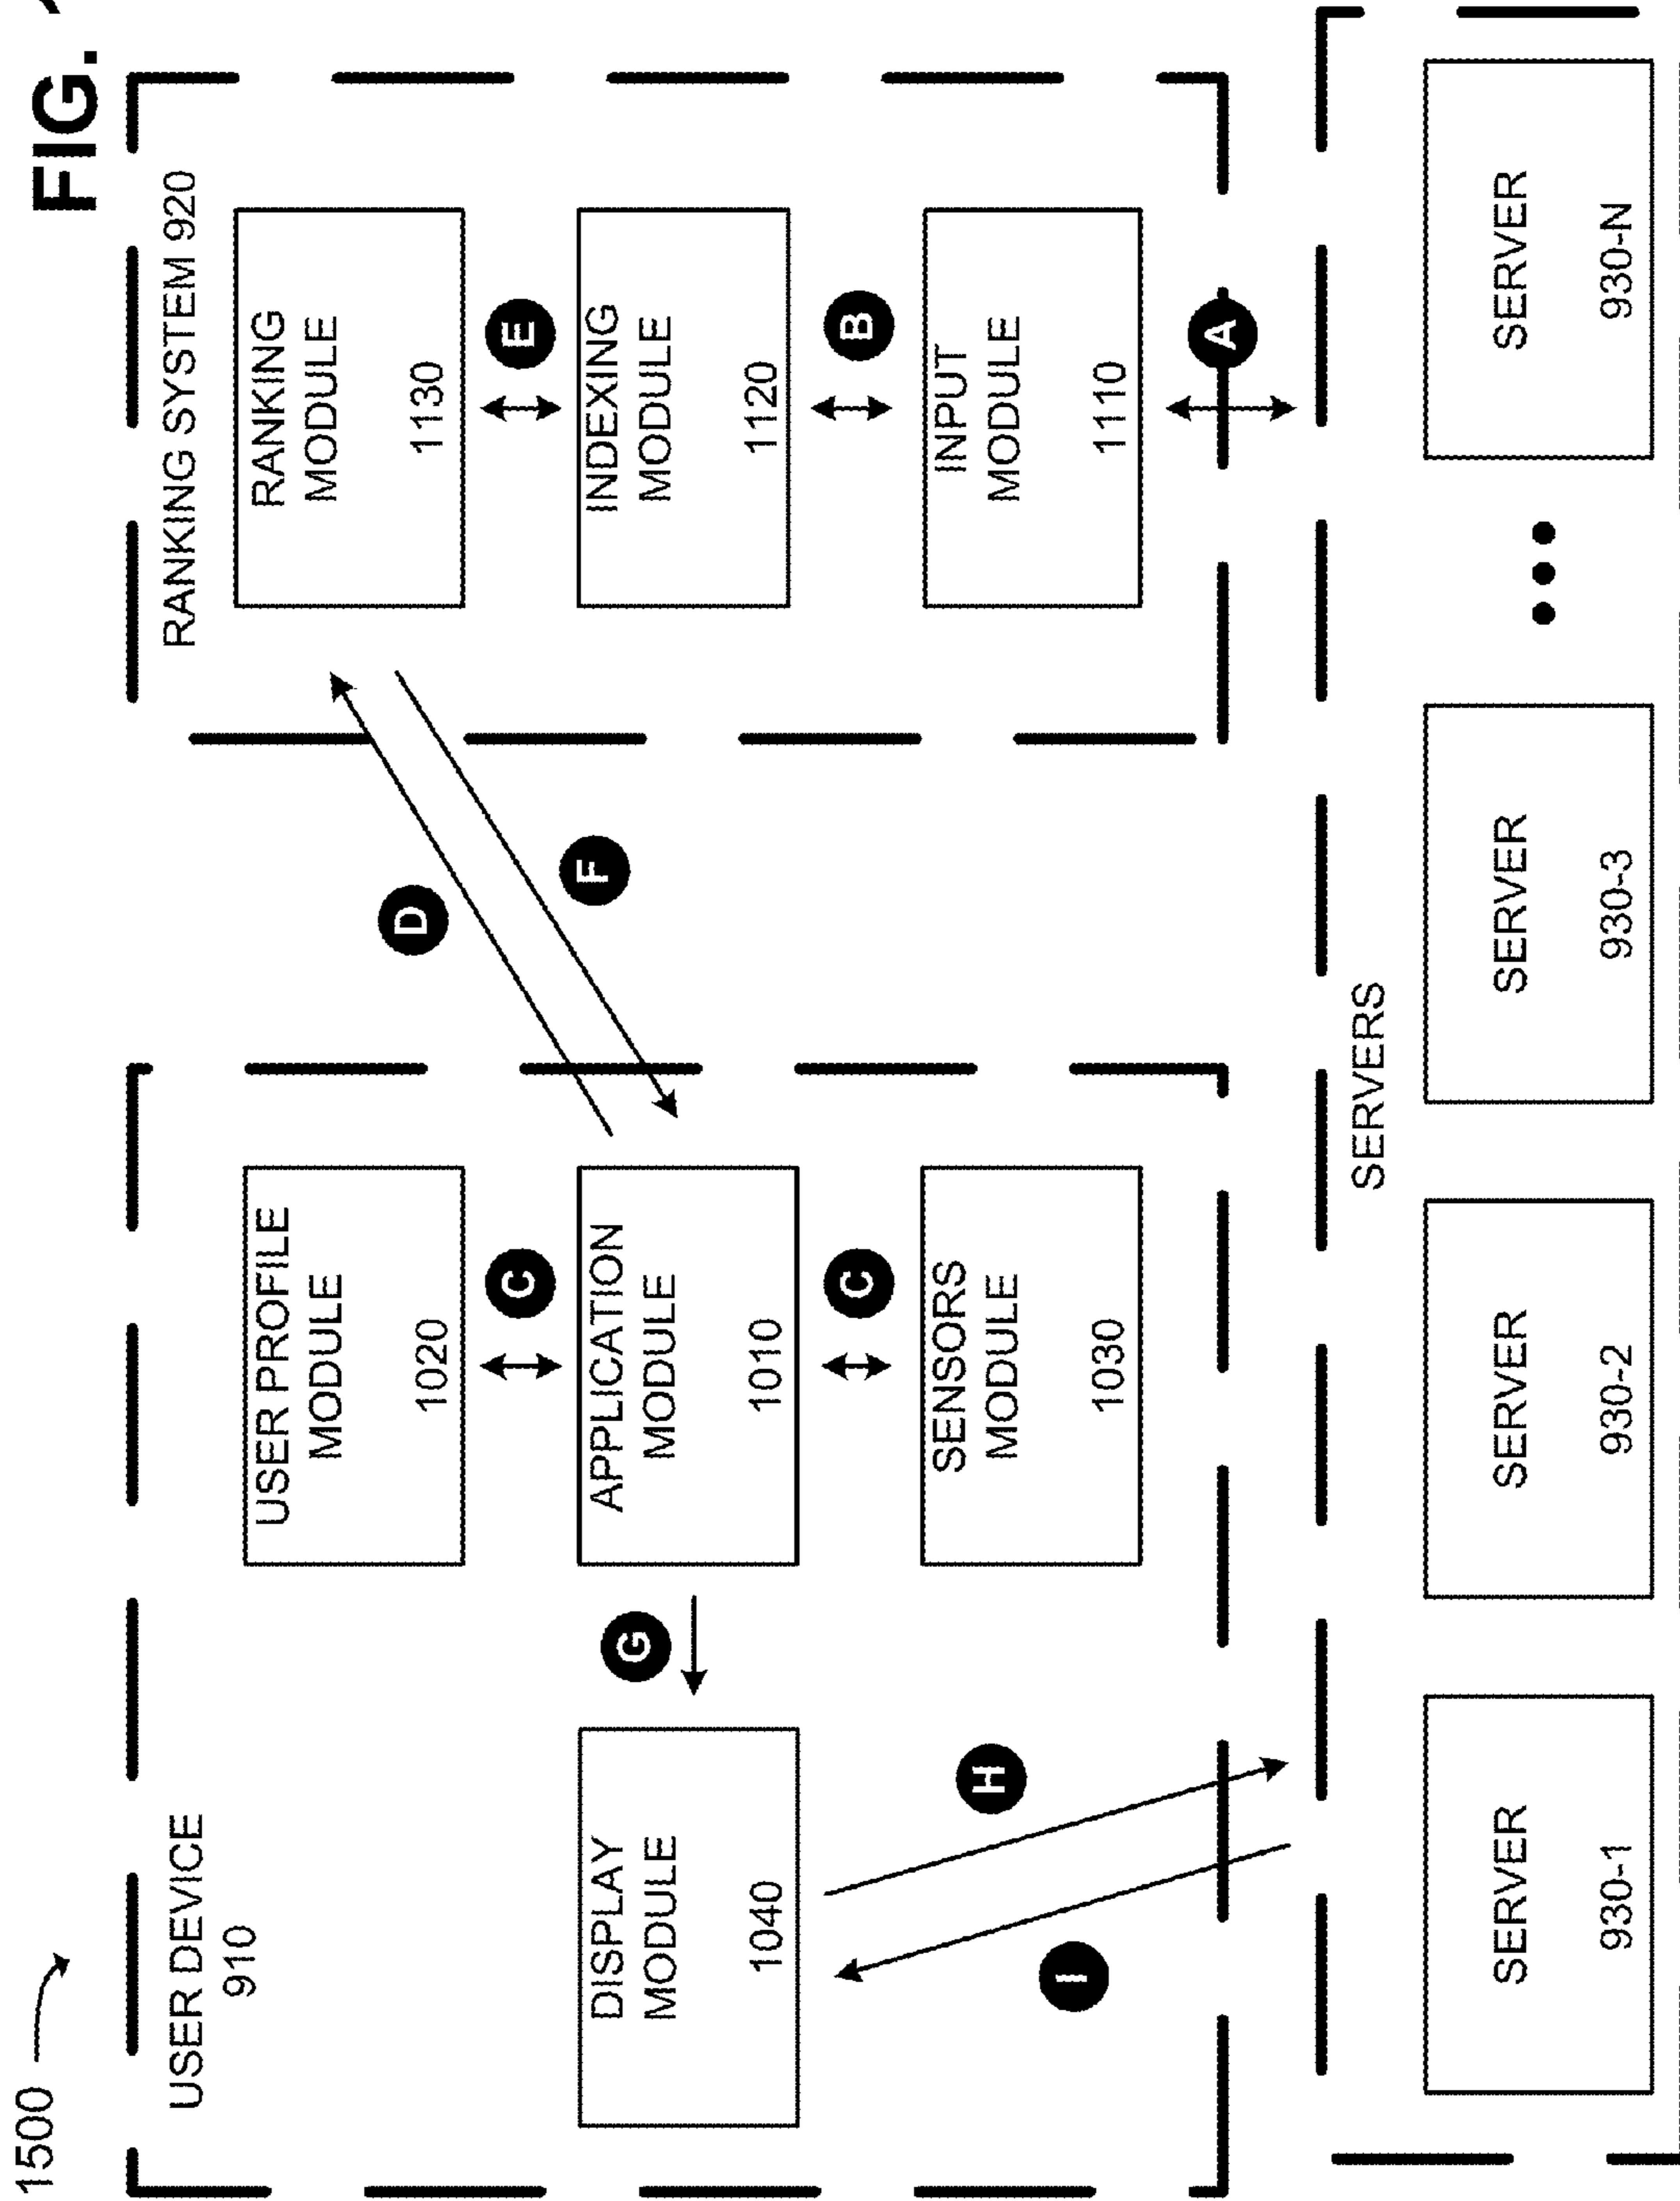 FIG.
1500
USER DEVICE
910
RANKING SYSTEM 920
USER PROFILE
MODULE
1020
RANKING
MODULE
1130
C
E
D
F
DISPLAY
MODULE
1040
G
APPLICATION
MODULE
1010
INDEXING
MODULE
1120
C
B
SENSORS
MODULE
1030
INPUT
MODULE
1110
H
I
A
SERVERS
SERVER
930-1
SERVER
930-2
SERVER
930-3
SERVER
930-N